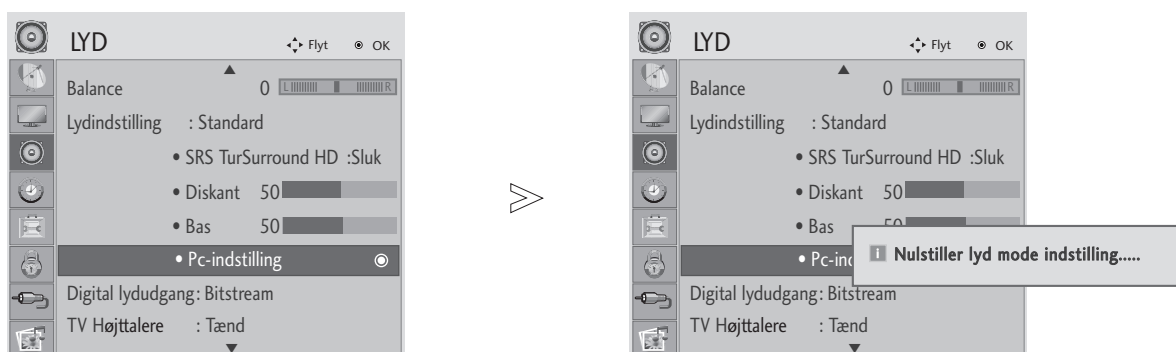 LYD
Flyt OK
Balance 0 L R
Lydindstilling : Standard
• SRS TurSurround HD :Sluk
• Diskant 50
• Bas 50
• Pc-indstilling
Digital lydudgang: Bitstream
TV Højttalere : Tænd
>
LYD
Flyt OK
Balance 0 L R
Lydindstilling : Standard
• SRS TurSurround HD :Sluk
• Diskant 50
• Bas 50
• Pc-ind
i Nulstiller lyd mode indstilling.....
Digital lydudgang: Bitstream
TV Højttalere : Tænd